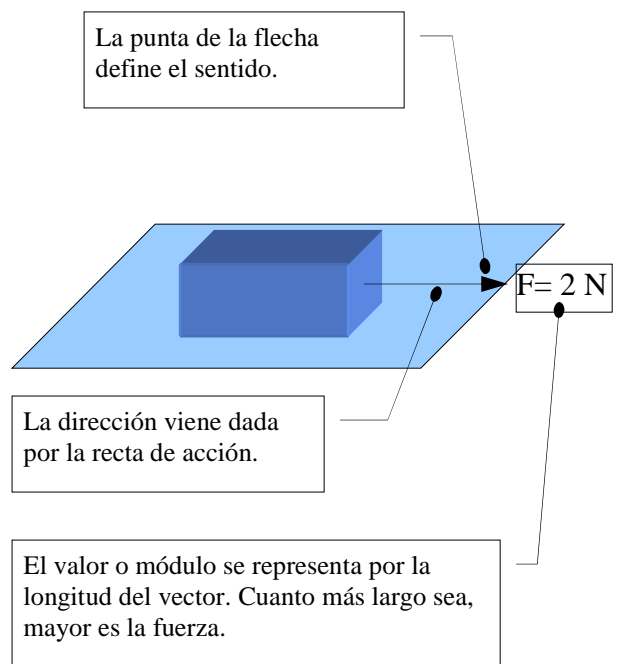 La punta de la flecha
define el sentido.
F= 2 N
La dirección viene dada
por la recta de acción.
El valor o módulo se representa por la
longitud del vector. Cuanto más largo sea,
mayor es la fuerza.